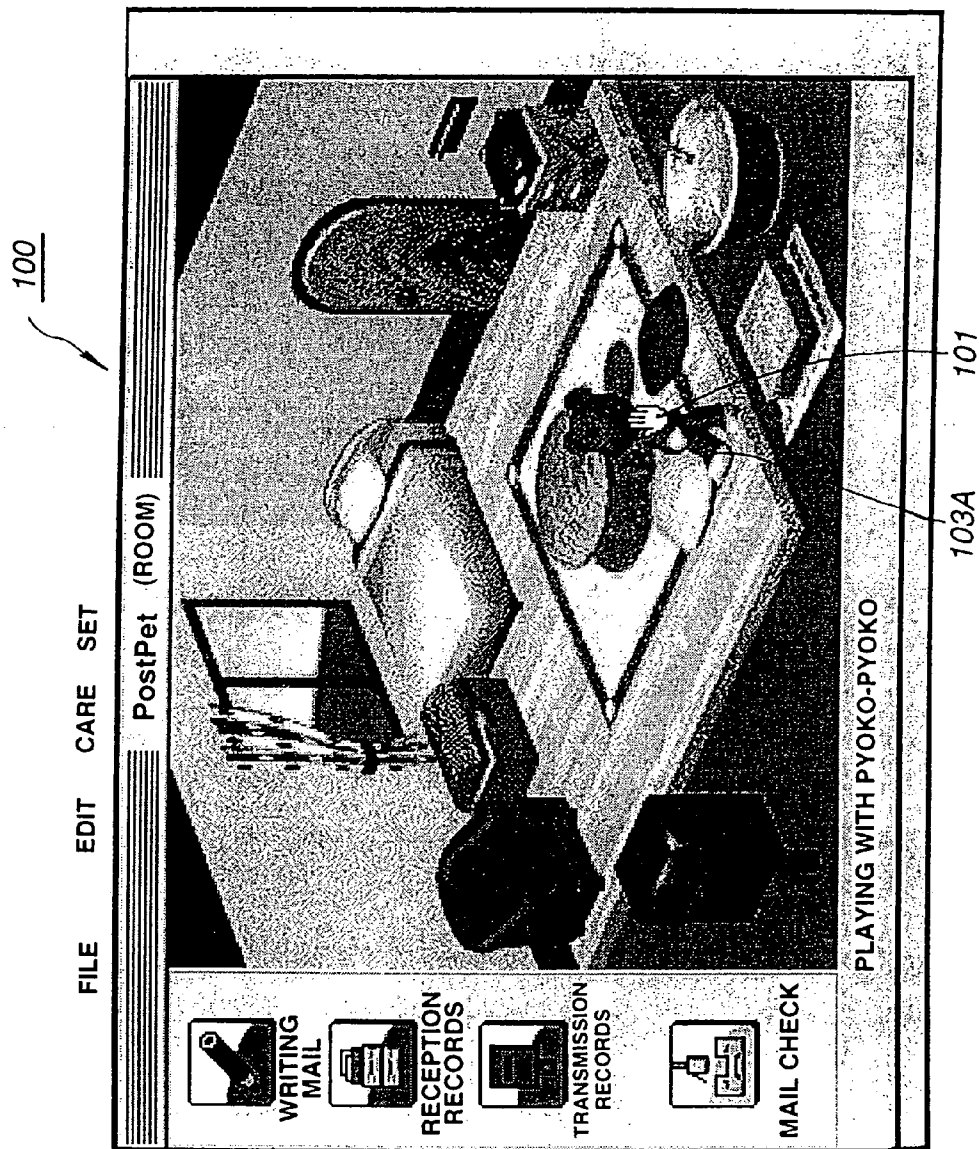 100
FILE EDIT CARE SET
PostPet (ROOM)
WRITING
MAIL
RECEPTION
RECORDS
TRANSMISSION
RECORDS
MAIL CHECK
PLAYING WITH PYOKO-PYOKO
103A
101